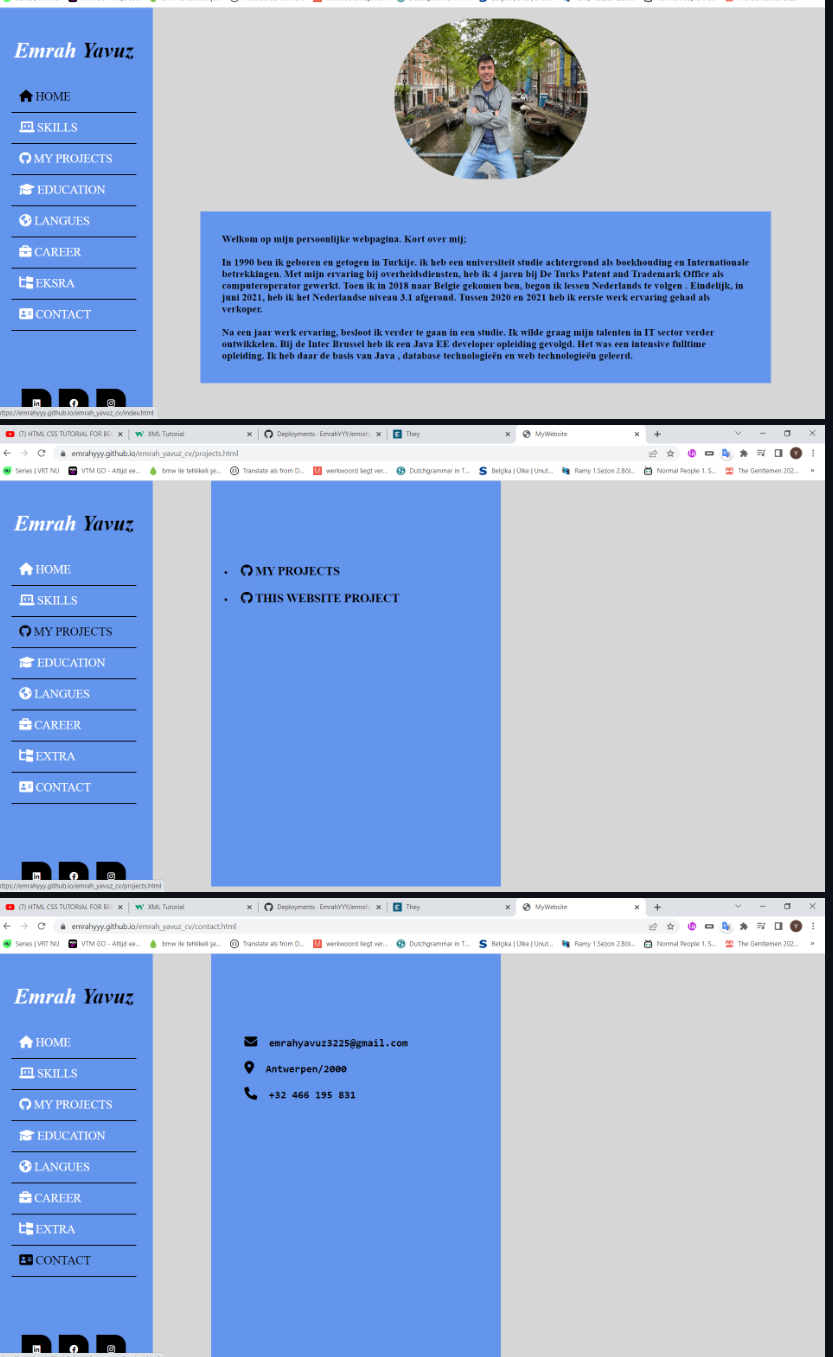 Emrah Yavuz
HOME
SKILLS
MY PROJECTS
EDUCATION
LANGUES
CAREER
EKSRA
CONTACT
Welkom op mijn persoonlijke webpagina. Kort over mij;
In 1990 ben ik geboren en getogen in Turkije. ik heb een universiteit studie achtergrond als boekhouding en Internationale
betrekkingen. Met mijn ervaring bij overheidsdiensten, heb ik 4 jaren bij De Turks Patent and Trademark Office als
computeroperator gewerkt. Toen ik in 2018 naar Belgie gekomen ben, begon ik lessen Nederlands te volgen . Eindelijk, in
juni 2021, heb ik het Nederlandse niveau 3.1 afgerond. Tussen 2020 en 2021 heb ik eerste werk ervaring gehad als
verkoper.
Na een jaar werk ervaring, besloot ik verder te gaan in een studie. Ik wilde graag mijn talenten in IT sector verder
ontwikkelen. Bij de Intec Brussel heb ik een Java EE developer opleiding gevolgd. Het was een intensive fulltime
opleiding. Ik heb daar de basis van Java , database technologieën en web technologieën geleerd.
ttps://emrahyyy.github.io/emrah_yavuz_cv/index.html
(7) HTML CSS TUTORIAL FOR BE XML Tutorial Deployments · EmrahYYY/emrah They MyWebsite
emrahyyy.github.io/emrah_yavuz_cv/projects.html
Series | VRT NU VTM GO - Altijd ee... bmw ile tehlikeli şe... Translate als from D... werkwoord liegt ver... Dutchgrammar in T... Belgika | Ülke | Unut... Ramy 1.Sezon 2.Böl... Normal People 1. S... The Gentlemen 202... »
Emrah Yavuz
HOME
SKILLS
MY PROJECTS
EDUCATION
LANGUES
CAREER
EXTRA
CONTACT
MY PROJECTS
THIS WEBSITE PROJECT
ttps://emrahyyy.github.io/emrah_yavuz_cv/projects.html
(7) HTML CSS TUTORIAL FOR BE XML Tutorial Deployments · EmrahYYY/emrah They MyWebsite
emrahyyy.github.io/emrah_yavuz_cv/contact.html
Series | VRT NU VTM GO - Altijd ee... bmw ile tehlikeli şe... Translate als from D... werkwoord liegt ver... Dutchgrammar in T... Belgika | Ülke | Unut... Ramy 1.Sezon 2.Böl... Normal People 1. S... The Gentlemen 202... »
Emrah Yavuz
HOME
SKILLS
MY PROJECTS
EDUCATION
LANGUES
CAREER
EXTRA
CONTACT
emrahyavuz3225@gmail.com
Antwerpen/2000
+32 466 195 831